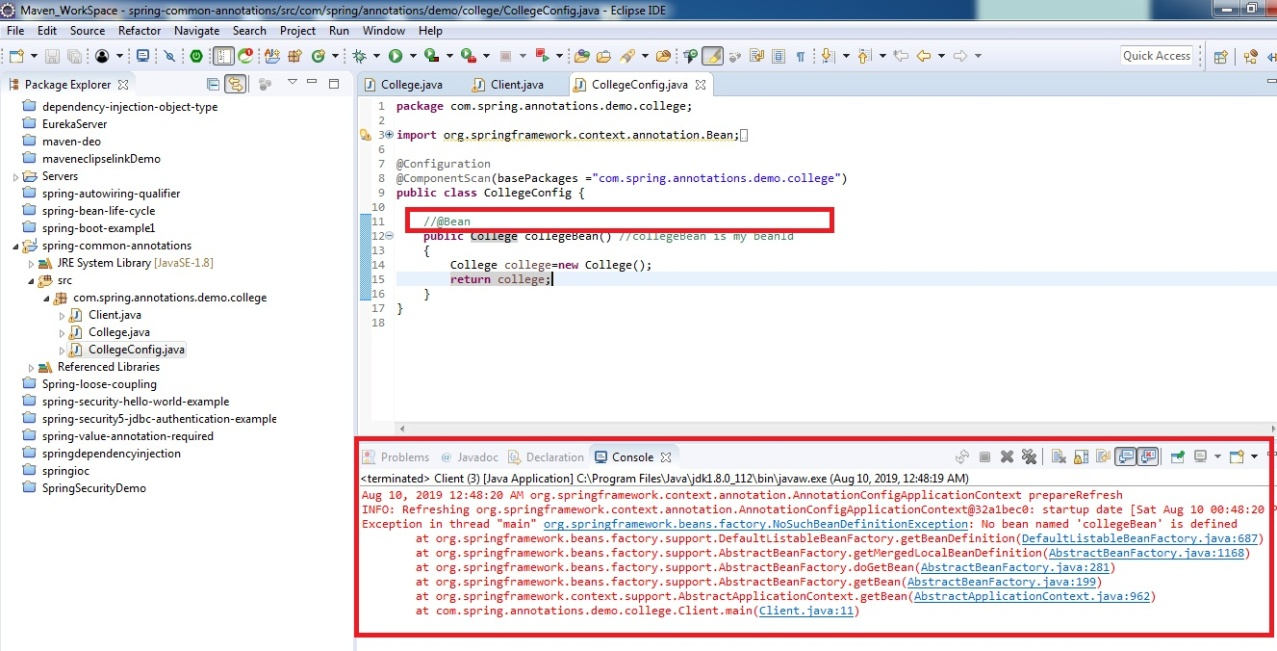 Maven_WorkSpace - spring-common-annotations/src/com/spring/annotations/demo/college/CollegeConfig.java - Eclipse IDE
File Edit Source Refactor Navigate Search Project Run Window Help
Quick Access
Package Explorer
dependency-injection-object-type
EurekaServer
maven-deo
maveneclipselinkDemo
Servers
spring-autowiring-qualifier
spring-bean-life-cycle
spring-boot-example1
spring-common-annotations
JRE System Library [JavaSE-1.8]
src
com.spring.annotations.demo.college
Client.java
College.java
CollegeConfig.java
Referenced Libraries
Spring-loose-coupling
spring-security-hello-world-example
spring-security5-jdbc-authentication-example
spring-value-annotation-required
springdependencyinjection
springioc
SpringSecurityDemo
College.java Client.java CollegeConfig.java
1 package com.spring.annotations.demo.college;
2
3 import org.springframework.context.annotation.Bean;
6
7 @Configuration
8 @ComponentScan(basePackages ="com.spring.annotations.demo.college")
9 public class CollegeConfig {
10
11 //@Bean
12 public College collegeBean() //collegeBean is my beanId
13 {
14 College college=new College();
15 return college;
16 }
17 }
18
Problems @ Javadoc Declaration Console
<terminated> Client (3) [Java Application] C:\Program Files\Java\jdk1.8.0_112\bin\javaw.exe (Aug 10, 2019, 12:48:19 AM)
Aug 10, 2019 12:48:20 AM org.springframework.context.annotation.AnnotationConfigApplicationContext prepareRefresh
INFO: Refreshing org.springframework.context.annotation.AnnotationConfigApplicationContext@32a1bec0: startup date [Sat Aug 10 00:48:20
Exception in thread "main" org.springframework.beans.factory.NoSuchBeanDefinitionException: No bean named 'collegeBean' is defined
at org.springframework.beans.factory.support.DefaultListableBeanFactory.getBeanDefinition(DefaultListableBeanFactory.java:687)
at org.springframework.beans.factory.support.AbstractBeanFactory.getMergedLocalBeanDefinition(AbstractBeanFactory.java:1168)
at org.springframework.beans.factory.support.AbstractBeanFactory.doGetBean(AbstractBeanFactory.java:281)
at org.springframework.beans.factory.support.AbstractBeanFactory.getBean(AbstractBeanFactory.java:199)
at org.springframework.context.support.AbstractApplicationContext.getBean(AbstractApplicationContext.java:962)
at com.spring.annotations.demo.college.Client.main(Client.java:11)